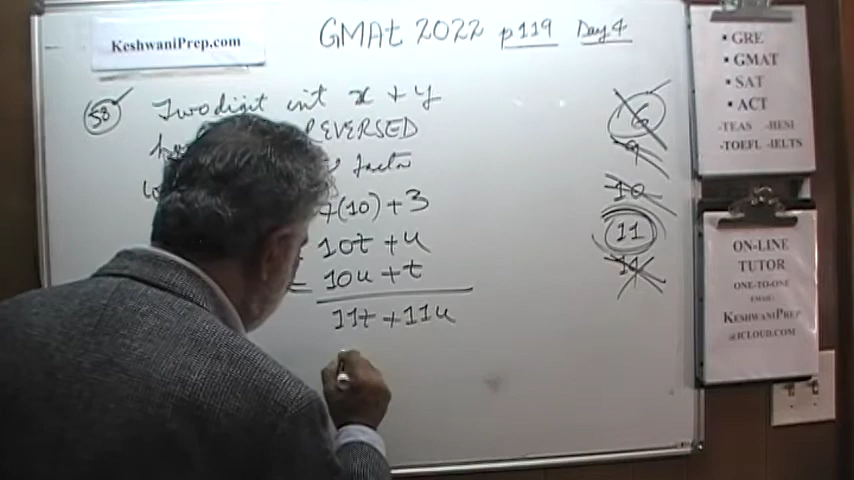 KeshwaniPrep.com
GMAt 2022 p119 Day 4
58 Two digit int x + y
REVERSED
factor
7(10) + 3
10t + u
10u + t
11t + 11u
6
9
10
11
14
• GRE
• GMAT
• SAT
• ACT
-TEAS -HESI
-TOEFL -IELTS
ON-LINE
TUTOR
ONE-TO-ONE
EMAIL:
KESHWANIPREP
@ICLOUD.COM